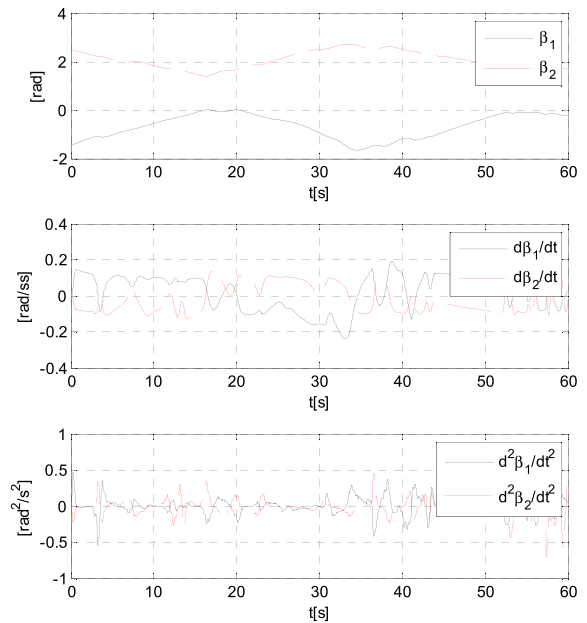 4
2
0
-2
[rad]
β1
β2
0 10 20 30 40 50 60
t[s]
0.4
0.2
0
-0.2
-0.4
[rad/ss]
dβ1/dt
dβ2/dt
0 10 20 30 40 50 60
t[s]
1
0.5
0
-0.5
-1
[rad²/s²]
d²β1/dt²
d²β2/dt²
0 10 20 30 40 50 60
t[s]